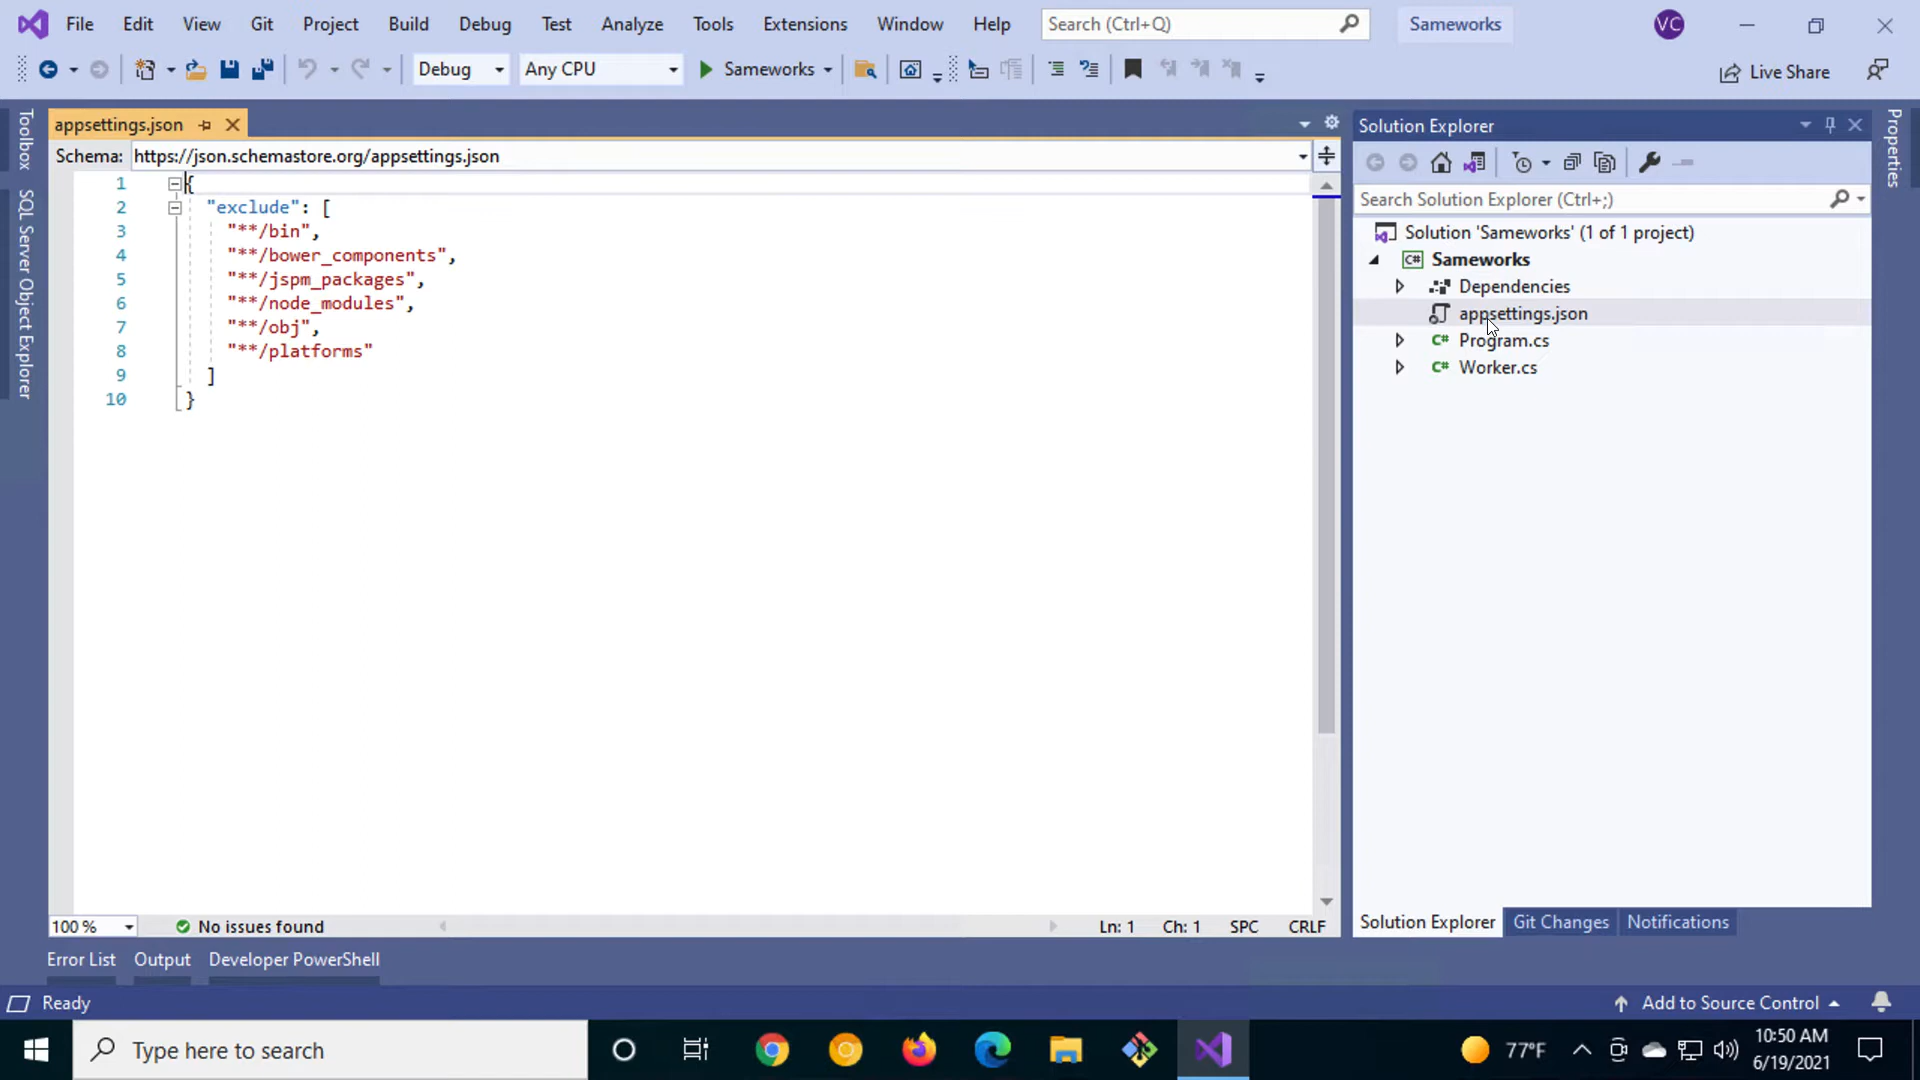 File Edit View Git Project Build Debug Test Analyze Tools Extensions Window Help Search (Ctrl+Q) Sameworks VC
Debug Any CPU Sameworks Live Share
Toolbox
SQL Server Object Explorer
appsettings.json
Schema: https://json.schemastore.org/appsettings.json
1 {
2 "exclude": [
3 "**/bin",
4 "**/bower_components",
5 "**/jspm_packages",
6 "**/node_modules",
7 "**/obj",
8 "**/platforms"
9 ]
10 }
100 % No issues found Ln: 1 Ch: 1 SPC CRLF
Solution Explorer
Search Solution Explorer (Ctrl+;)
Solution 'Sameworks' (1 of 1 project)
C# Sameworks
Dependencies
appsettings.json
C# Program.cs
C# Worker.cs
Solution Explorer Git Changes Notifications
Properties
Error List Output Developer PowerShell
Ready Add to Source Control
Type here to search 77°F 10:50 AM
6/19/2021